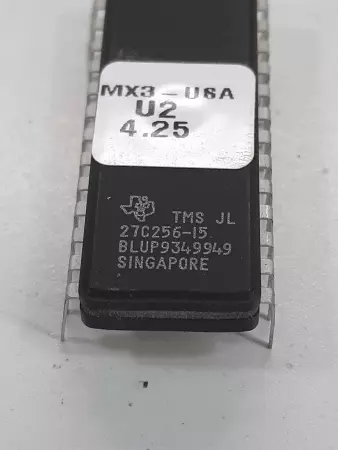 MX3-USA
U2
4.25
TMS JL
27C256-15
BLUP9349949
SINGAPORE